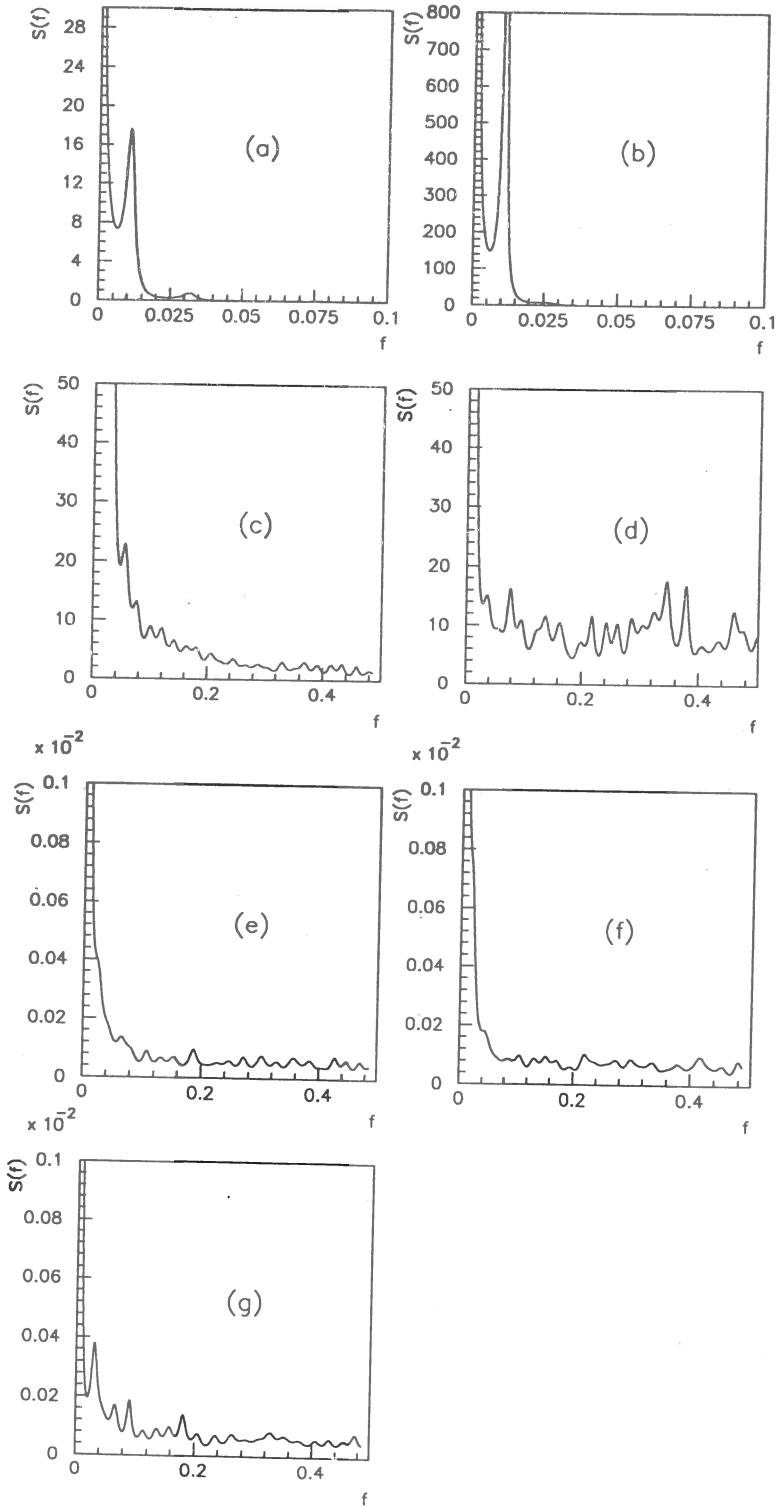 S(f)
28
24
20
16
12
8
4
0
(a)
0 0.025 0.05 0.075 0.1
f
S(f)
800
700
600
500
400
300
200
100
0
(b)
0 0.025 0.05 0.075 0.1
f
S(f)
50
40
30
20
10
0
(c)
0 0.2 0.4
f
S(f)
50
40
30
20
10
0
(d)
0 0.2 0.4
f
x 10⁻²
S(f)
0.1
0.08
0.06
0.04
0.02
0
(e)
0 0.2 0.4
f
x 10⁻²
S(f)
0.1
0.08
0.06
0.04
0.02
0
(f)
0 0.2 0.4
f
x 10⁻²
S(f)
0.1
0.08
0.06
0.04
0.02
0
(g)
0 0.2 0.4
f